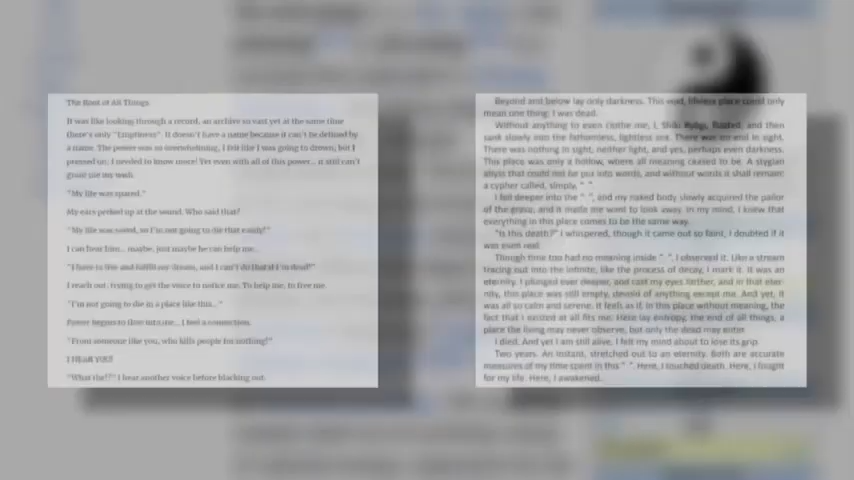 The Root of All Things
It was like looking through a record, an archive so vast yet at the same time
there's only "Emptiness". It doesn't have a name because it can't be defined by
a name. The power was so overwhelming, I felt like I was going to drown, but I
pressed on; I needed to know more! Yet even with all of this power... it still can't
grant me my wish.
"My life was spared."
My ears perked up at the sound. Who said that?
"My life was saved, so I'm not going to die that easily!"
I can hear him... maybe, just maybe he can help me...
"I have to live and fulfill my dream, and I can't do that if I'm dead!"
I reach out, trying to get the voice to notice me. To help me, to free me.
"I'm not going to die in a place like this..."
Power begins to flow into me... I feel a connection.
"From someone like you, who kills people for nothing!"
I HEAR YOU!
"What the!?" I hear another voice before blacking out.
Beyond and below lay only darkness. This void, lifeless place could only
mean one thing; I was dead.
Without anything to even clothe me, I, Shiki Ryōgi, floated, and then
sank slowly into the fathomless, lightless sea. There was no end in sight.
There was nothing in sight, neither light, and yes, perhaps even darkness.
This place was only a hollow, where all meaning ceased to be. A stygian
abyss that could not be put into words, and without words it shall remain:
a cypher called, simply, " "
I fell deeper into the " ", and my naked body slowly acquired the pallor
of the grave, and it made me want to look away. In my mind, I knew that
everything in this place comes to be the same way.
"Is this death?" I whispered, though it came out so faint, I doubted if it
was even real.
Though time too had no meaning inside " ", I observed it. Like a stream
tracing out into the infinite, like the process of decay, I mark it. It was an
eternity. I plunged ever deeper, and cast my eyes farther, and in that eter-
nity, this place was still empty, devoid of anything except me. And yet, it
was all so calm and serene. It feels as if, in this place without meaning, the
fact that I existed at all fits me. Here lay entropy, the end of all things, a
place the living may never observe, but only the dead may enter.
I died. And yet I am still alive. I felt my mind about to lose its grip.
Two years. An instant, stretched out to an eternity. Both are accurate
measures of my time spent in this " ". Here, I touched death. Here, I fought
for my life. Here, I awakened.